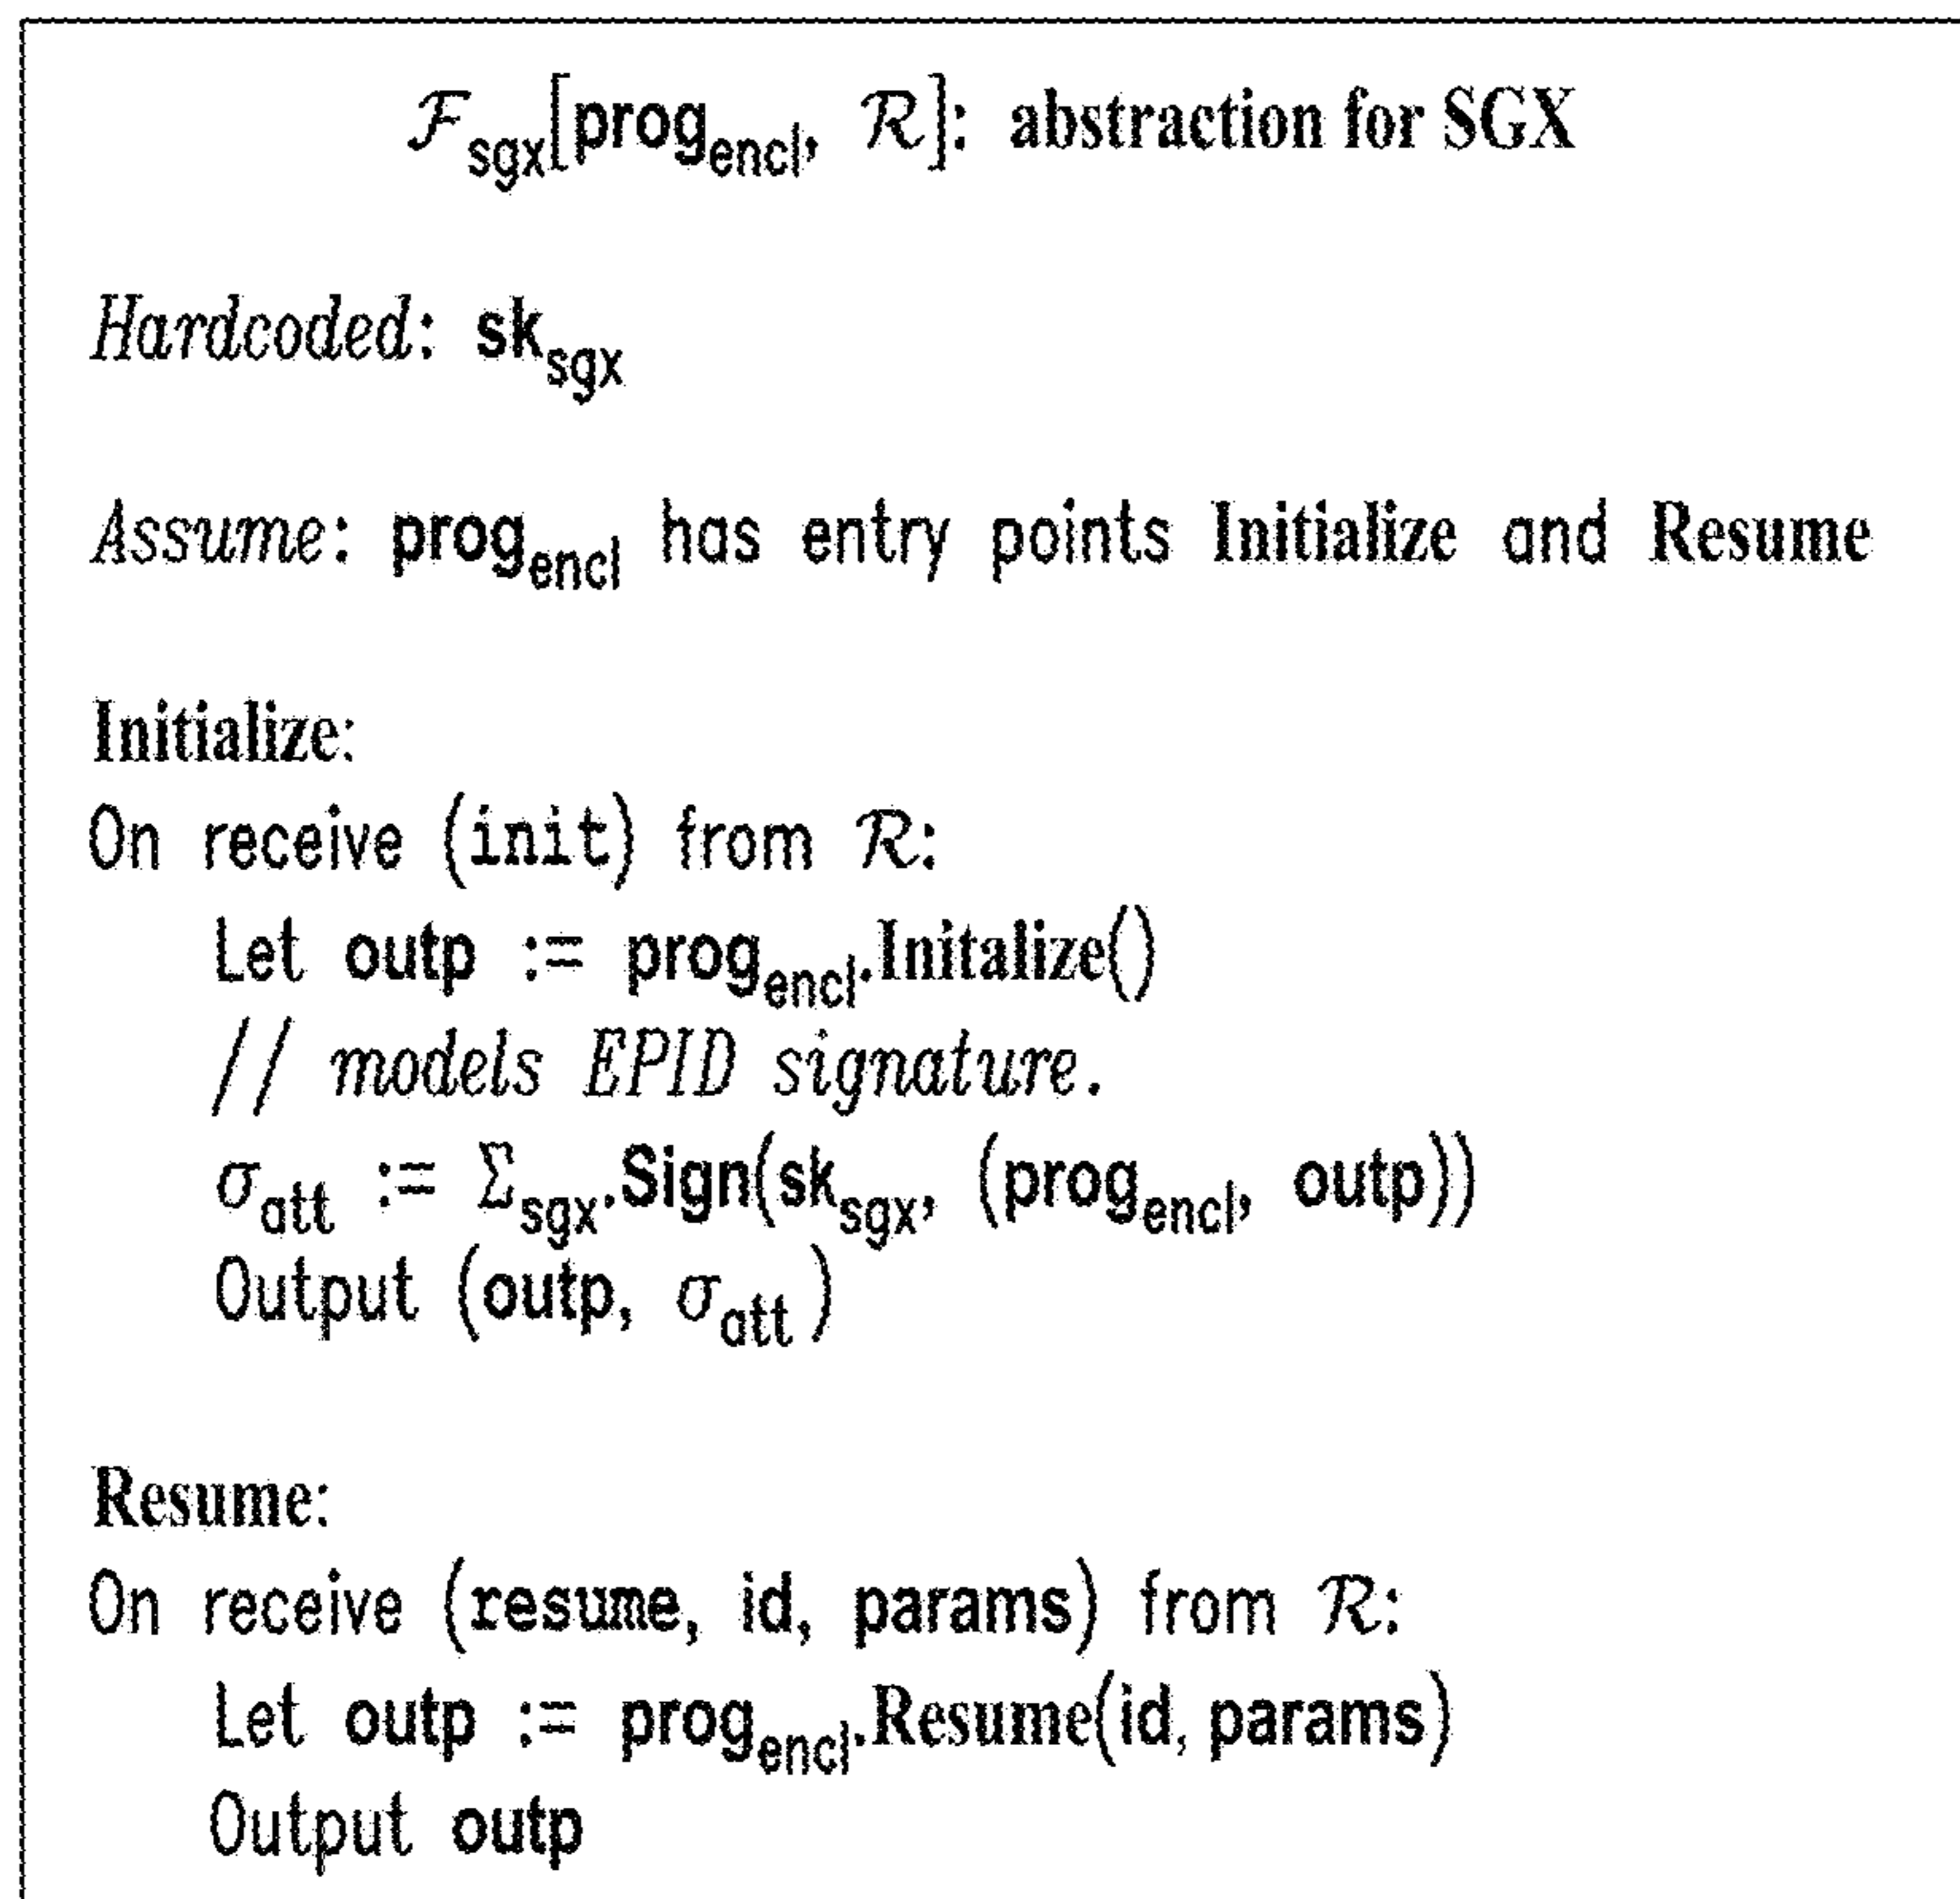 ℱsgx[progencl, ℛ]: abstraction for SGX
Hardcoded: sksgx
Assume: progencl has entry points Initialize and Resume
Initialize:
On receive (init) from ℛ:
Let outp := progencl.Initalize()
// models EPID signature.
σatt := Σsgx.Sign(sksgx, (progencl, outp))
Output (outp, σatt)
Resume:
On receive (resume, id, params) from ℛ:
Let outp := progencl.Resume(id, params)
Output outp